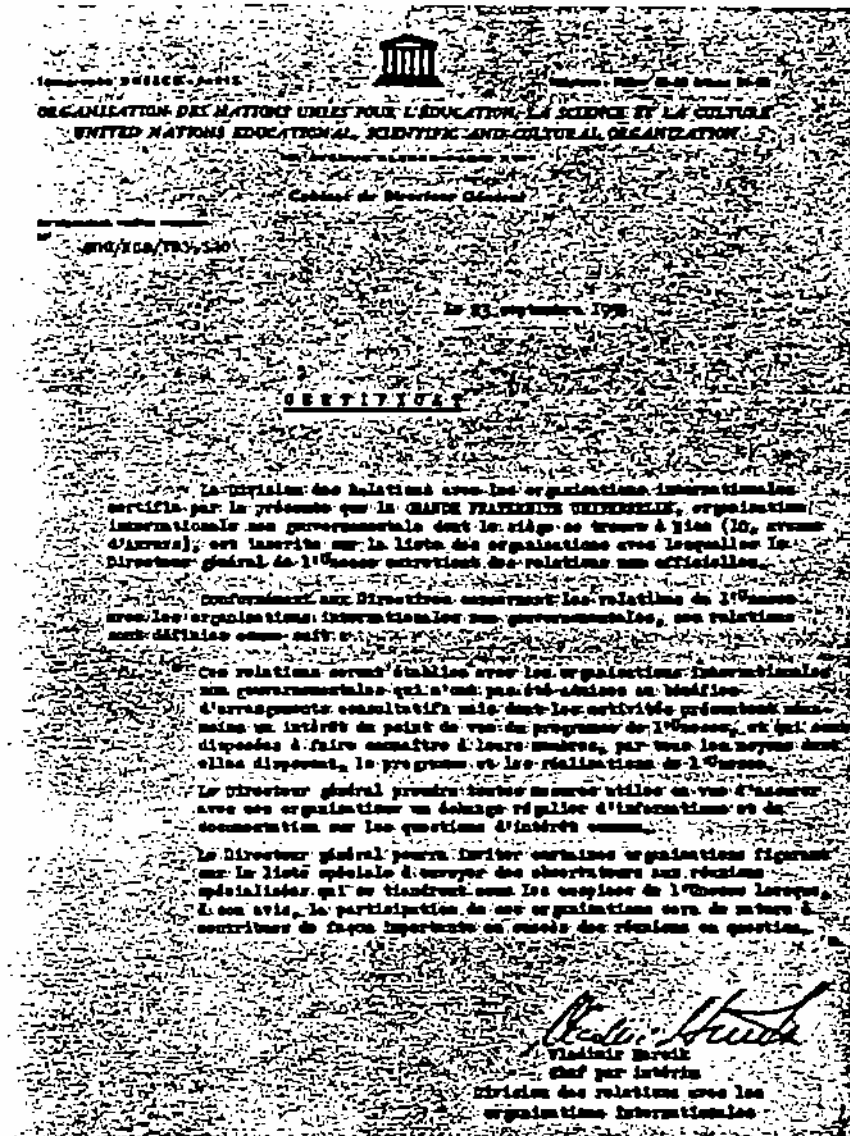 ORGANISATION DES NATIONS UNIES POUR L'ÉDUCATION, LA SCIENCE ET LA CULTURE
UNITED NATIONS EDUCATIONAL, SCIENTIFIC AND CULTURAL ORGANIZATION
Cabinet du Directeur Général
Le 23 septembre
CERTIFICAT
La Division des Relations avec les organisations internationales
certifie par la présente que la GRANDE FRATERNITE UNIVERSELLE, organisation
internationale non gouvernementale dont le siège se trouve à (10, avenue
est inscrite sur la liste des organisations avec lesquelles le
Directeur général de l'Unesco entretient des relations non officielles.
Conformément aux Directives concernant les relations de l'Unesco
avec les organisations internationales non gouvernementales, ces relations
sont définies comme suit :
Ces relations seront établies avec les organisations internationales
non gouvernementales qui n'ont pas été admises au bénéfice
d'arrangements consultatifs mais dont les activités présentent néan-
moins un intérêt du point de vue du programme de l'Unesco, et qui sont
disposées à faire connaître à leurs membres, par tous les moyens dont
elles disposent, le programme et les réalisations de l'Unesco.
Le Directeur général prendra toutes mesures utiles en vue d'assurer
avec ces organisations un échange régulier d'informations et de
documentation sur les questions d'intérêt commun.
Le Directeur général pourra inviter certaines organisations figurant
sur la liste spéciale à envoyer des observateurs aux réunions
spécialisées qui se tiendront sous les auspices de l'Unesco lorsque,
à son avis, la participation de ces organisations sera de nature à
contribuer de façon importante au succès des réunions en question.
Vladimir Hercik
Chef par intérim
Division des relations avec les
organisations internationales